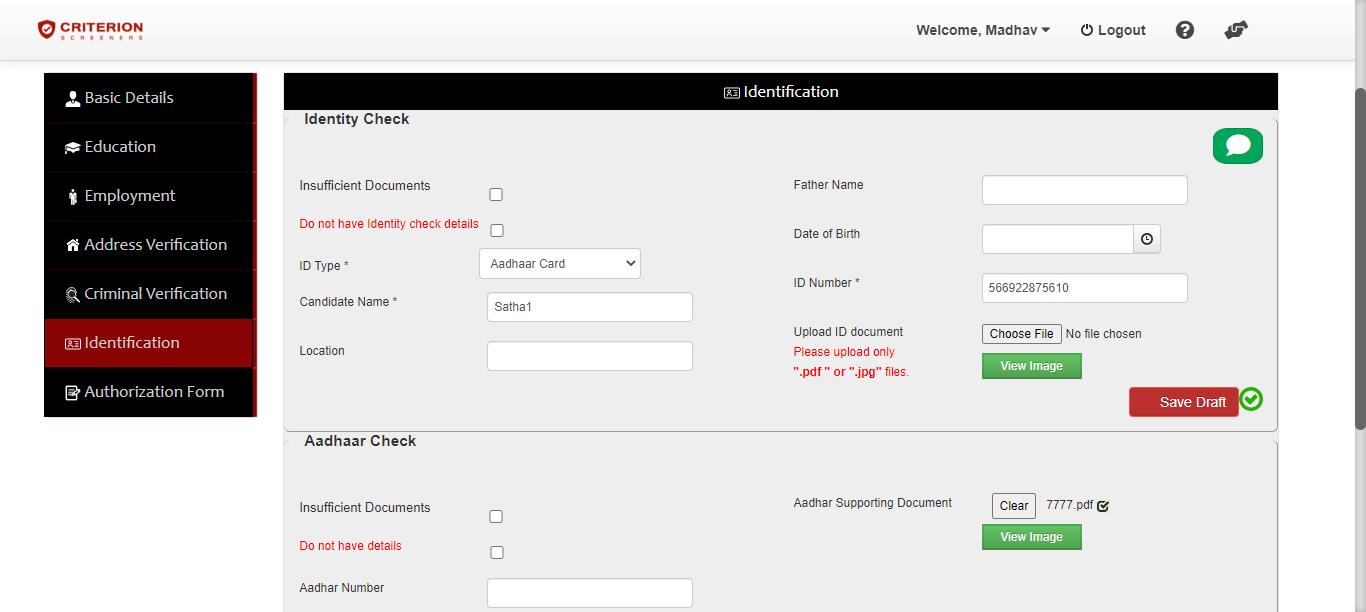 CRITERION
SCREENERS
Welcome, Madhav
Logout
Basic Details
Education
Employment
Address Verification
Criminal Verification
Identification
Authorization Form
Identification
Identity Check
Insufficient Documents
Do not have Identity check details
ID Type *
Aadhaar Card
Candidate Name *
Satha1
Location
Father Name
Date of Birth
ID Number *
566922875610
Upload ID document
Please upload only
".pdf " or ".jpg" files.
Choose File No file chosen
View Image
Save Draft
Aadhaar Check
Insufficient Documents
Do not have details
Aadhar Number
Aadhar Supporting Document
Clear 7777.pdf
View Image